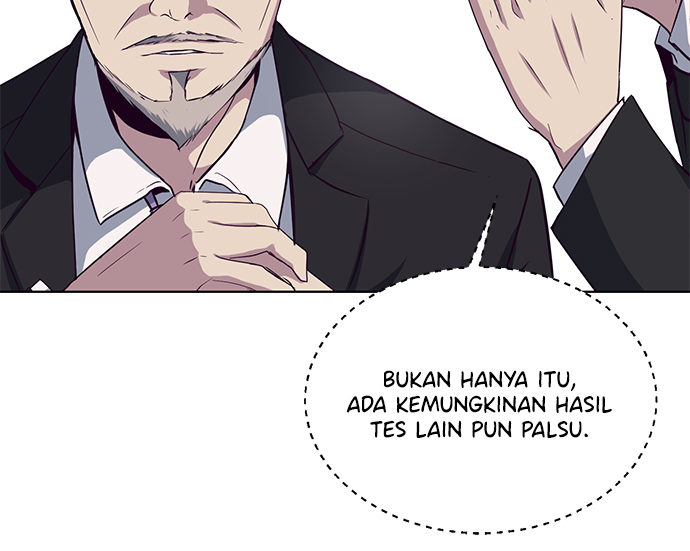 BUKAN HANYA ITU,
ADA KEMUNGKINAN HASIL
TES LAIN PUN PALSU.